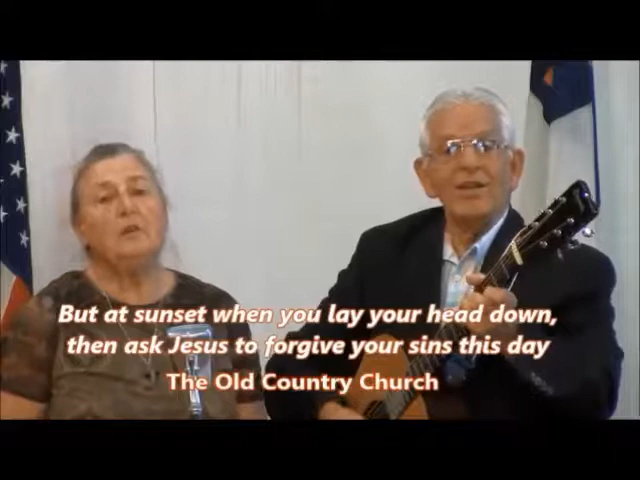 But at sunset when you lay your head down,
then ask Jesus to forgive your sins this day
The Old Country Church